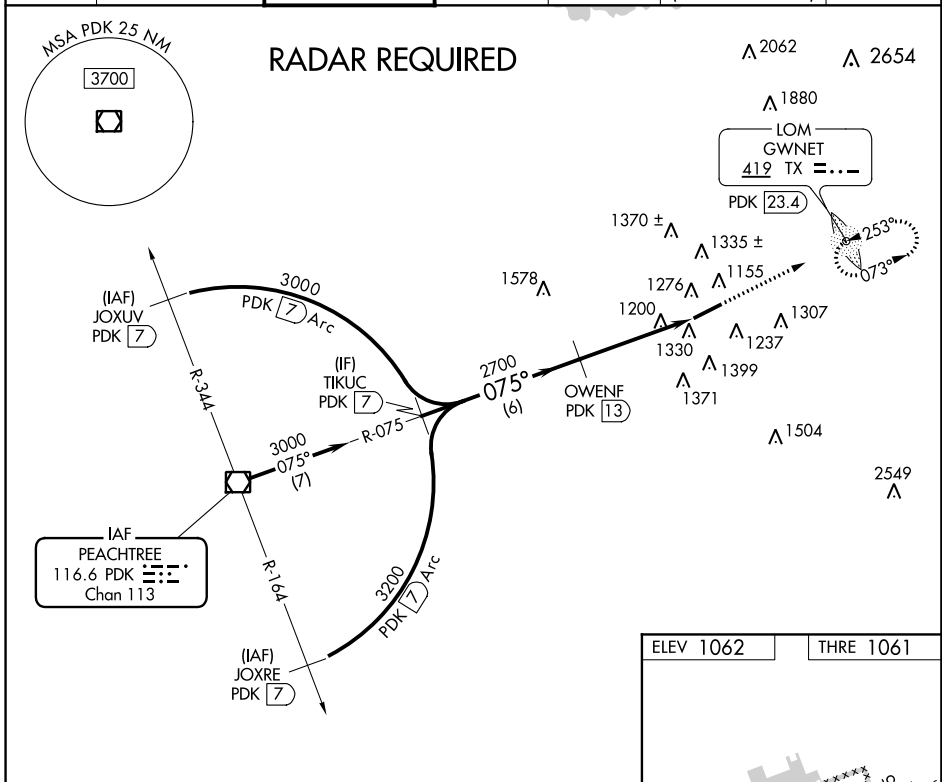 MSA PDK 25 NM
3700
RADAR REQUIRED
2062
2654
1880
LOM
GWNET
419 TX
PDK 23.4
253°
073°
1370 ±
1335 ±
1155
1276
1578
1200
1330
1307
1237
1399
1371
1504
2549
(IAF)
JOXUV
PDK 7
3000
PDK 7 Arc
R-344
(IF)
TIKUC
PDK 7
2700
075°
(6)
OWENF
PDK 13
R-075
3000
075°
(7)
IAF
PEACHTREE
116.6 PDK
Chan 113
R-164
3200
PDK 7 Arc
(IAF)
JOXRE
PDK 7
ELEV 1062
THRE 1061